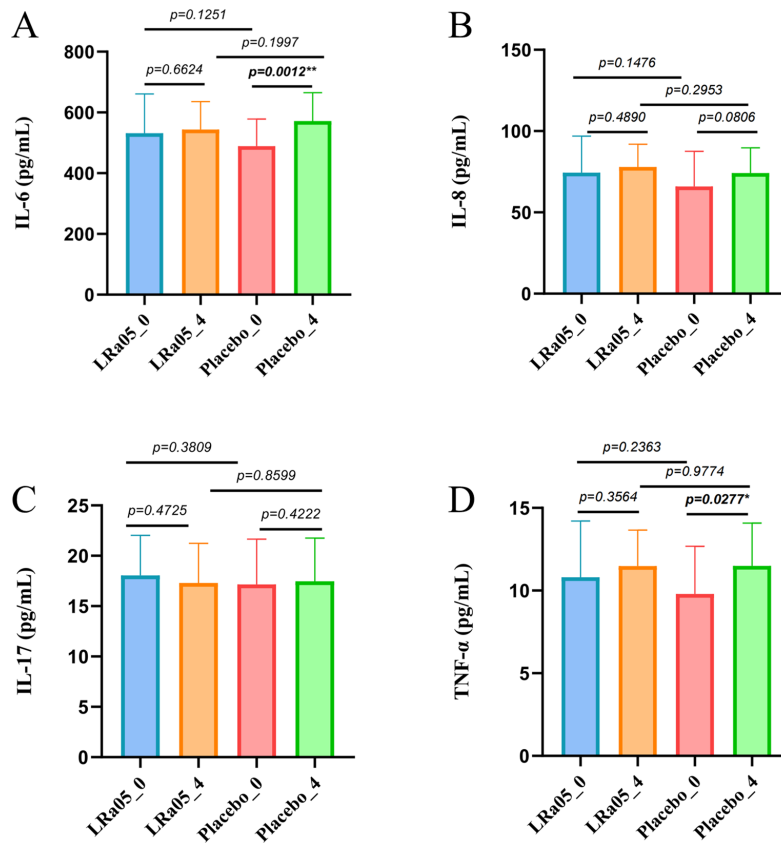 A
p=0.1251
p=0.1997
p=0.6624
p=0.0012**
IL-6 (pg/mL)
800
600
400
200
0
LRa05_0
LRa05_4
Placebo_0
Placebo_4
B
p=0.1476
p=0.2953
p=0.4890
p=0.0806
IL-8 (pg/mL)
150
100
50
0
LRa05_0
LRa05_4
Placebo_0
Placebo_4
C
p=0.3809
p=0.8599
p=0.4725
p=0.4222
IL-17 (pg/mL)
25
20
15
10
5
0
LRa05_0
LRa05_4
Placebo_0
Placebo_4
D
p=0.2363
p=0.9774
p=0.3564
p=0.0277*
TNF-α (pg/mL)
15
10
5
0
LRa05_0
LRa05_4
Placebo_0
Placebo_4